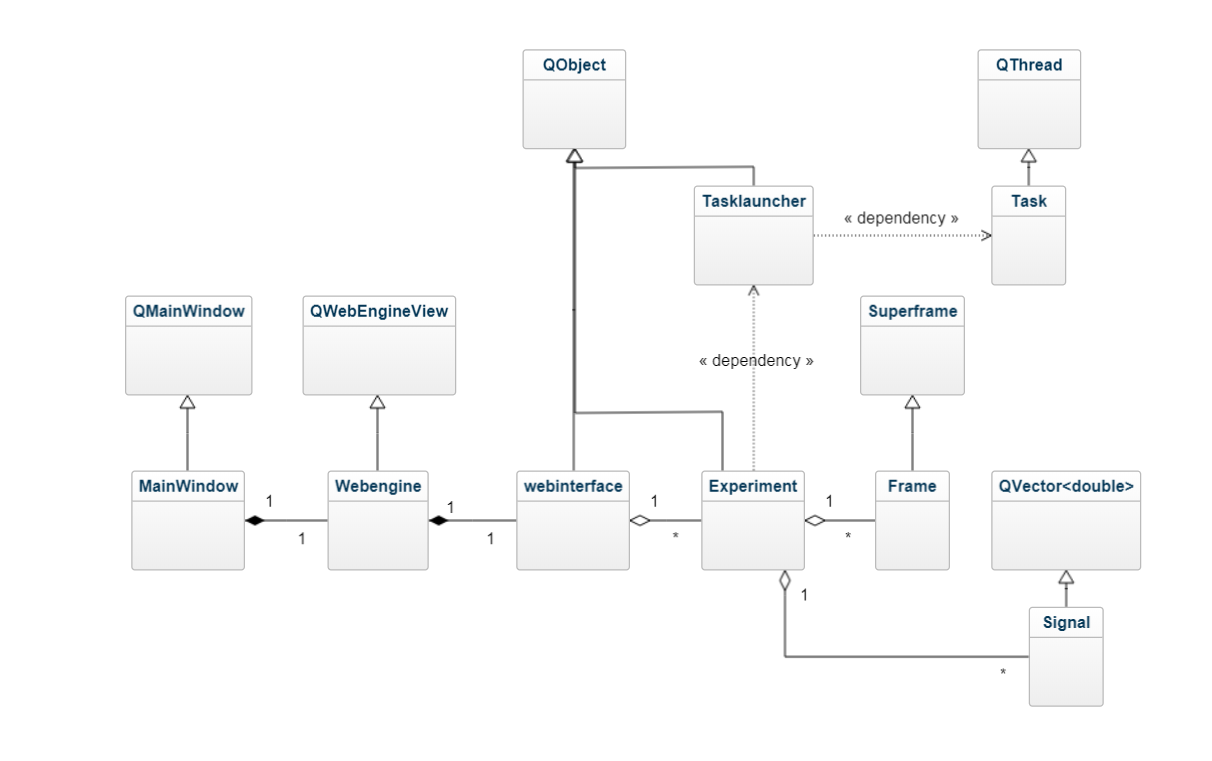 QObject
QThread
Tasklauncher
Task
« dependency »
QMainWindow
QWebEngineView
Superframe
« dependency »
MainWindow
Webengine
webinterface
Experiment
Frame
QVector<double>
1
1
1
1
1
1
*
*
1
Signal
*